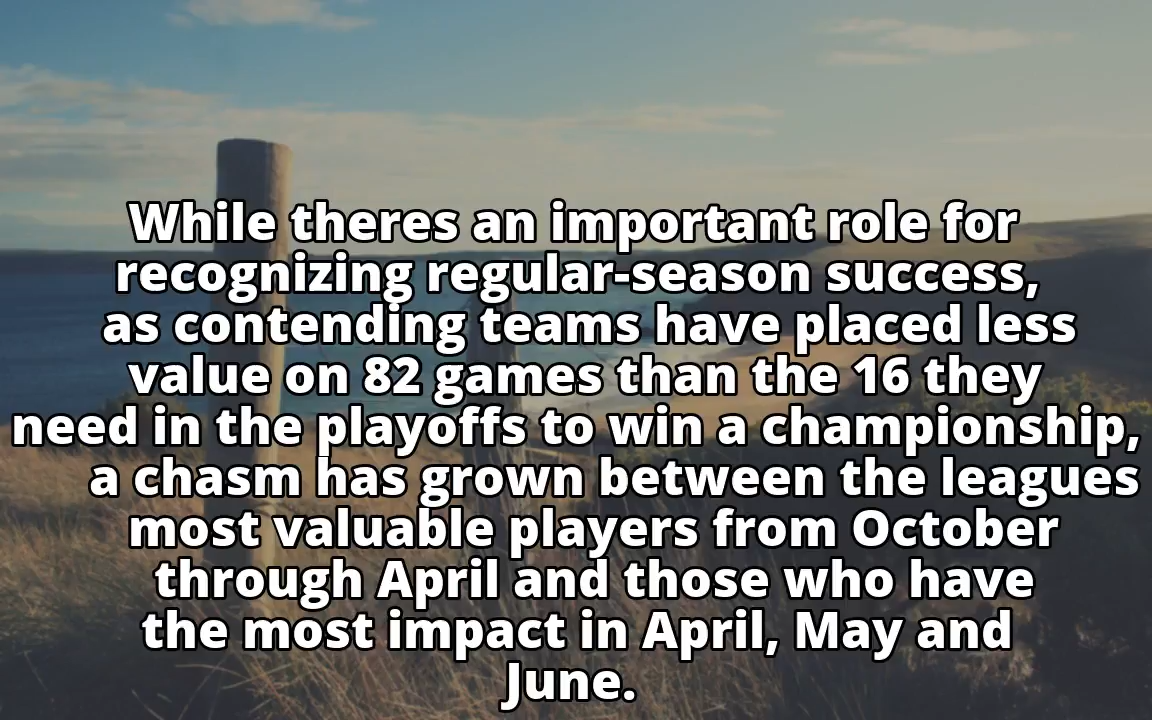 While theres an important role for
recognizing regular-season success,
as contending teams have placed less
value on 82 games than the 16 they
need in the playoffs to win a championship,
a chasm has grown between the leagues
most valuable players from October
through April and those who have
the most impact in April, May and
June.